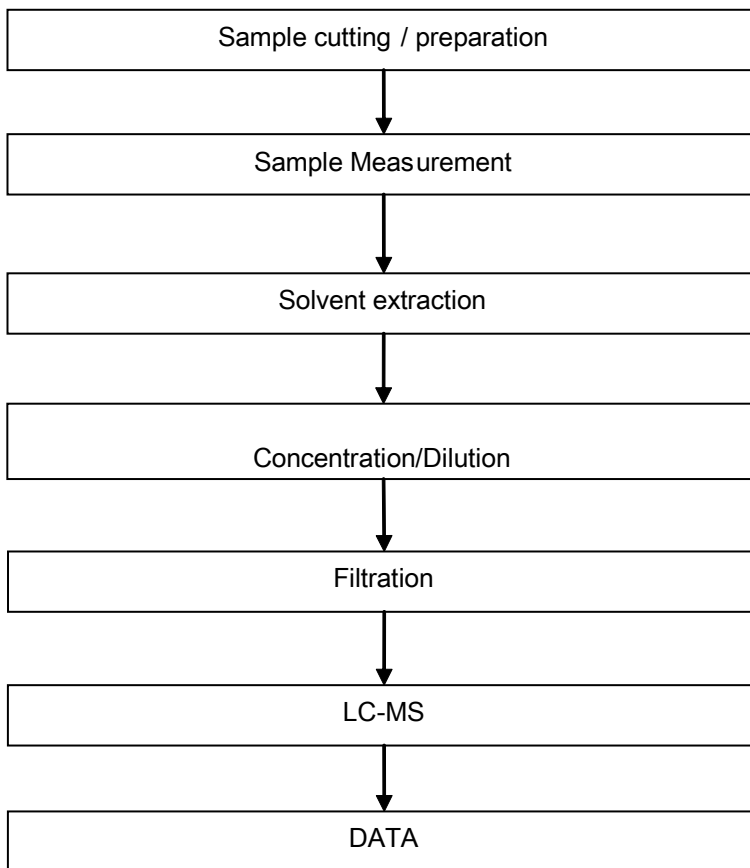 Sample cutting / preparation
Sample Measurement
Solvent extraction
Concentration/Dilution
Filtration
LC-MS
DATA